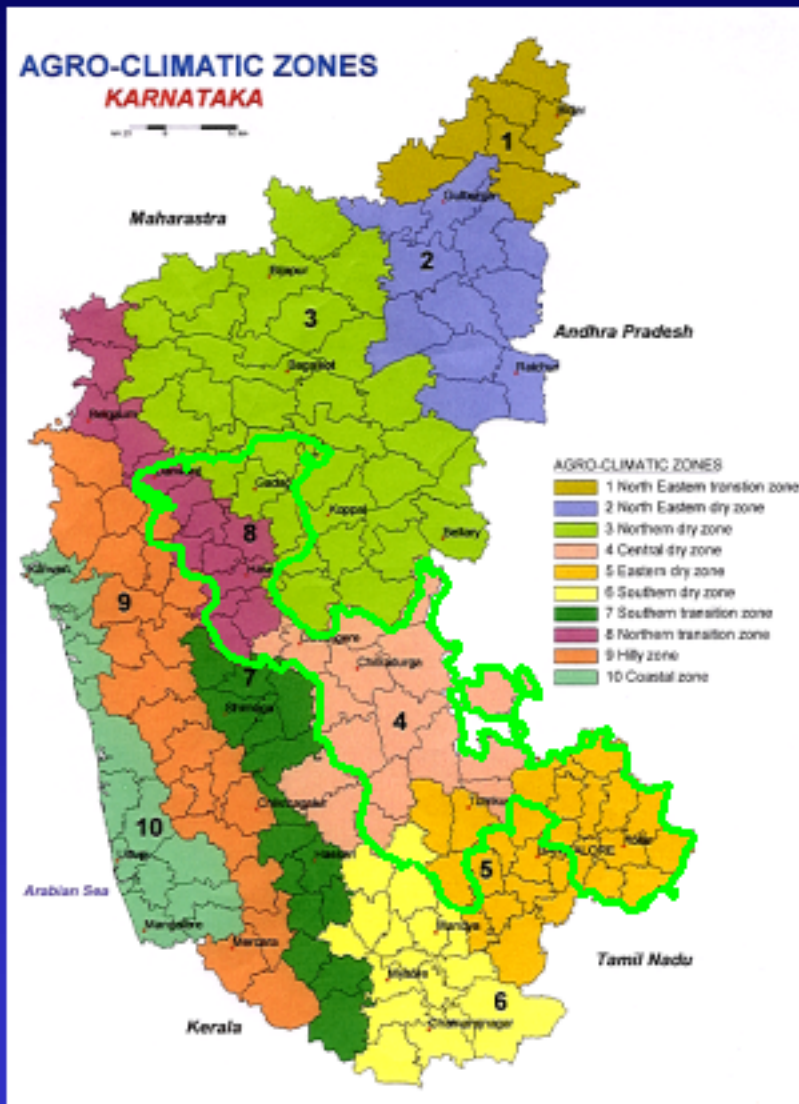 AGRO-CLIMATIC ZONES
KARNATAKA
1
Maharastra
Gulbarga
2
Bijapur
3
Andhra Pradesh
Bagalkot
Raichur
Belgaum
AGRO-CLIMATIC ZONES
1 North Eastern transition zone
2 North Eastern dry zone
3 Northern dry zone
4 Central dry zone
5 Eastern dry zone
6 Southern dry zone
7 Southern transition zone
8 Northern transition zone
9 Hilly zone
10 Coastal zone
Gadag
Koppal
Bellary
8
9
Chitradurga
7
Shimoga
4
10
Hassan
5
Kolar
Arabian Sea
Mangalore
Mandya
Mercara
Tamil Nadu
Mysore
6
Kerala